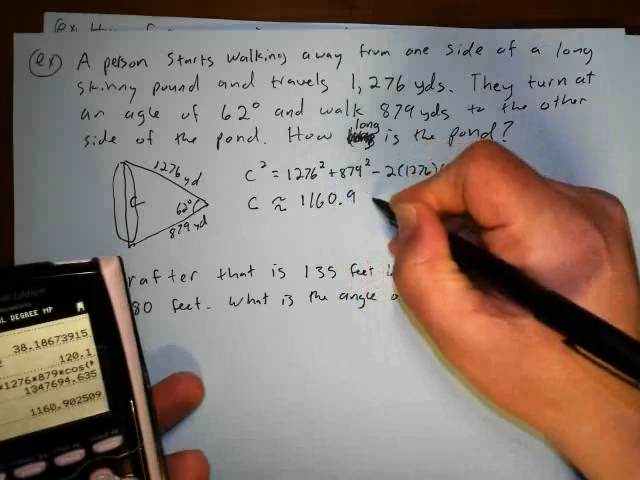 (ex)
(ex) A person starts walking away from one side of a long
skinny pound and travels 1,276 yds. They turn at
an agle of 62° and walk 879 yds to the other
side of the pond. How long is the pond?
1276 yd
C
62°
879 yd
C² = 1276² + 879² - 2(1276)
C ≈ 1160.9
rafter that is 135 feet
80 feet. What is the angle
DEGREE MP
38.18673915
120.1
*1276*879*cos(
1347694.635
1160.902509